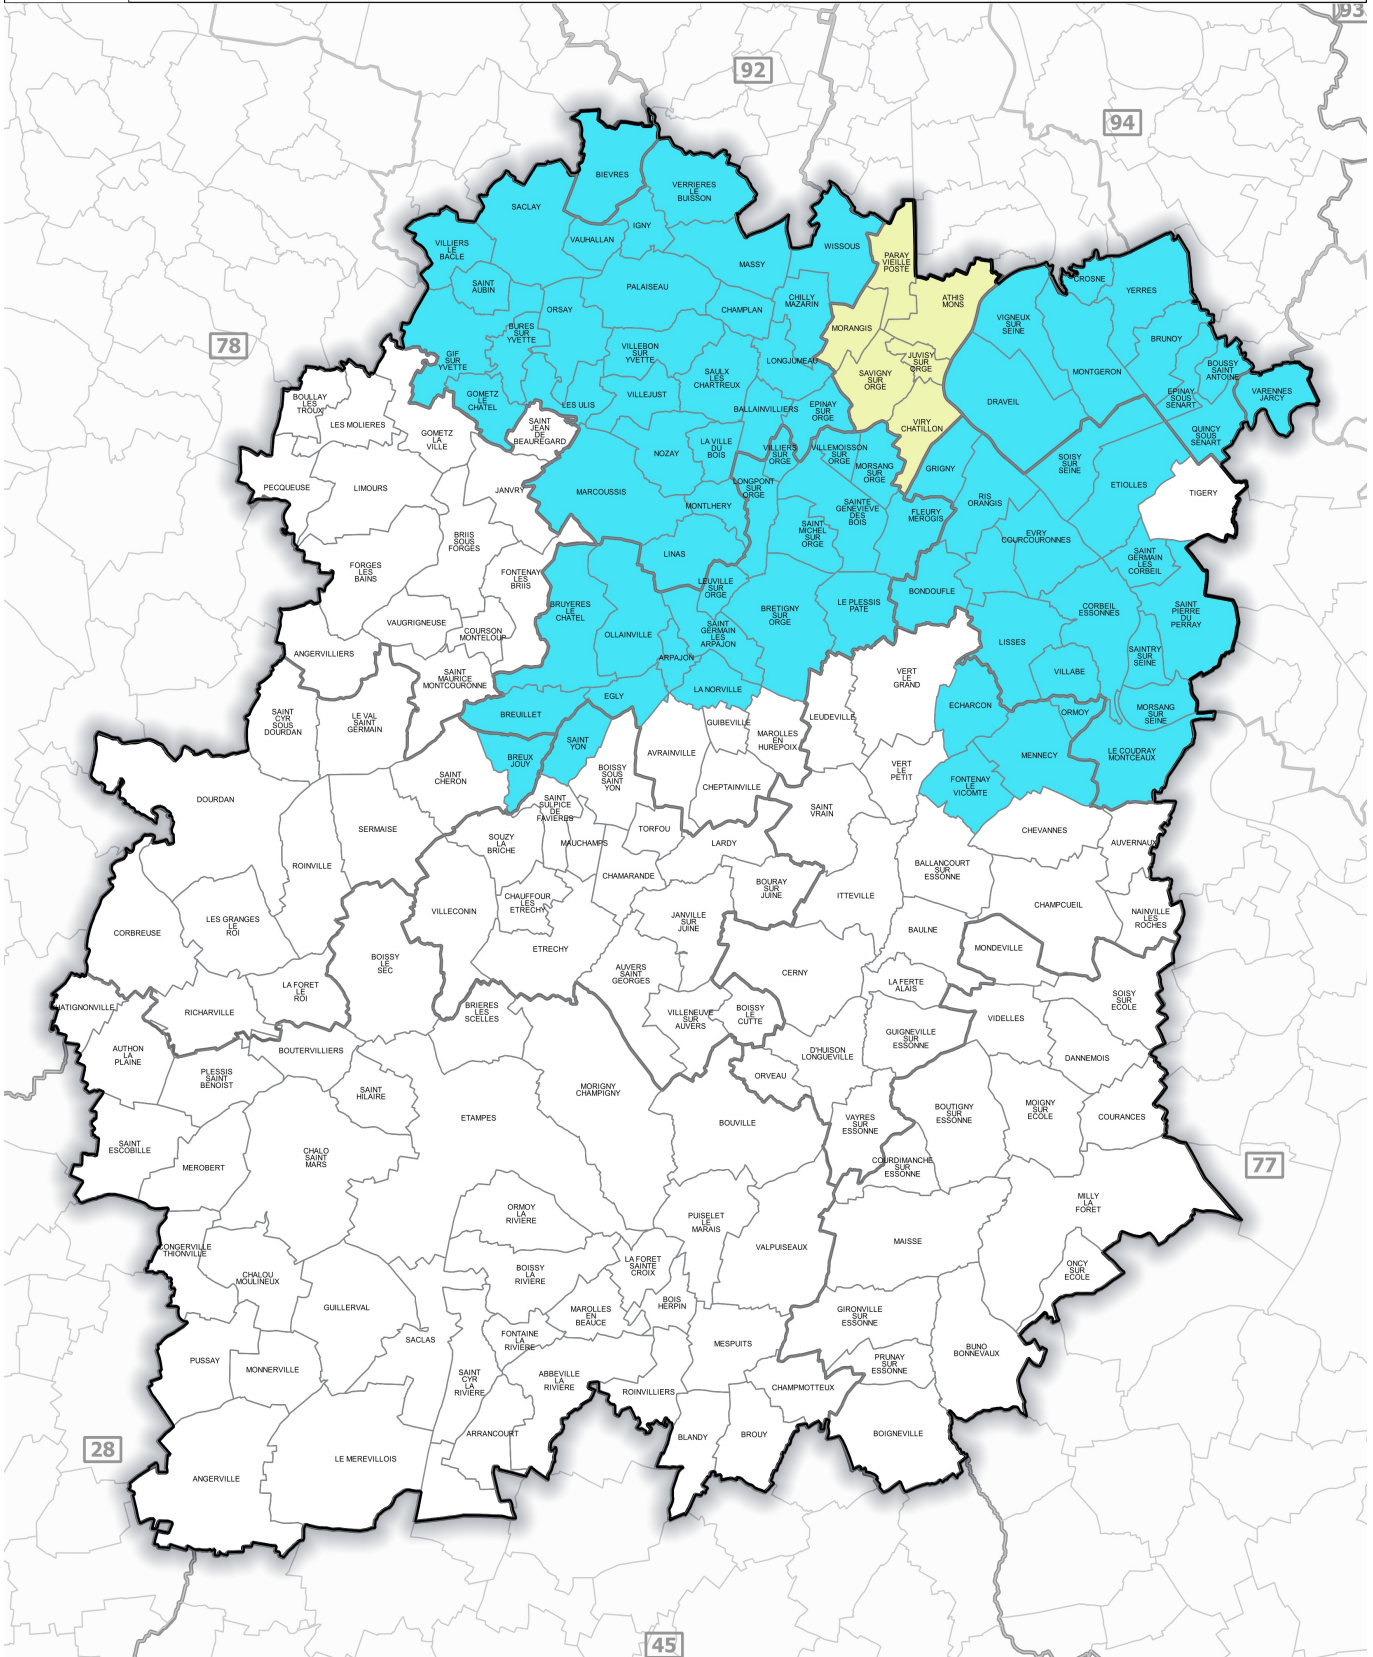 93
92
94
78
BIEVRES
VERRIERES
LE
BUISSON
SACLAY
IGNY
VAUHALLAN
VILLIERS
LE
BACLE
WISSOUS
PARAY
VIEILLE
POSTE
MASSY
SAINT
AUBIN
PALAISEAU
CHILLY
MAZARIN
ATHIS
MONS
CROSNE
YERRES
ORSAY
CHAMPLAN
MORANGIS
VIGNEUX
SUR
SEINE
BURES
SUR
YVETTE
BRUNOY
VILLEBON
SUR
YVETTE
GIF
SUR
YVETTE
LONGJUMEAU
JUVISY
SUR
ORGE
MONTGERON
BOUSSY
SAINT
ANTOINE
SAULX
LES
CHARTREUX
SAVIGNY
SUR
ORGE
VARENNES
JARCY
EPINAY
SOUS
SENART
GOMETZ
LE
CHATEL
LES ULIS
VILLEJUST
BALLAINVILLIERS
EPINAY
SUR
ORGE
DRAVEIL
BOULLAY
LES
TROUX
LES MOLIERES
SAINT
JEAN
DE
BEAUREGARD
VIRY
CHATILLON
QUINCY
SOUS
SENART
GOMETZ
LA
VILLE
NOZAY
LA VILLE
DU
BOIS
VILLIERS
SUR
ORGE
VILLEMOISSON
SUR
ORGE
MORSANG
SUR
ORGE
GRIGNY
SOISY
SUR
SEINE
ETIOLLES
TIGERY
PECQUEUSE
LIMOURS
JANVRY
MARCOUSSIS
LONGPONT
SUR
ORGE
MONTLHERY
SAINTE
GENEVIEVE
DES
BOIS
RIS
ORANGIS
FLEURY
MEROGIS
SAINT
MICHEL
SUR
ORGE
EVRY
COURCOURONNES
BRIIS
SOUS
FORGES
LINAS
SAINT
GERMAIN
LES
CORBEIL
FORGES
LES
BAINS
FONTENAY
LES
BRIIS
LEUVILLE
SUR
ORGE
BONDOUFLE
BRUYERES
LE
CHATEL
BRETIGNY
SUR
ORGE
LE PLESSIS
PATE
CORBEIL
ESSONNES
SAINT
PIERRE
DU
PERRAY
VAUGRIGNEUSE
COURSON
MONTELOUP
OLLAINVILLE
SAINT
GERMAIN
LES
ARPAJON
LISSES
ANGERVILLIERS
ARPAJON
SAINTRY
SUR
SEINE
SAINT
MAURICE
MONTCOURONNE
VERT
LE
GRAND
VILLABE
EGLY
LA NORVILLE
ECHARCON
ORMOY
MORSANG
SUR
SEINE
SAINT
CYR
SOUS
DOURDAN
LE VAL
SAINT
GERMAIN
BREUILLET
GUIBEVILLE
LEUDEVILLE
MAROLLES
EN
HUREPOIX
SAINT
YON
AVRAINVILLE
MENNECY
LE COUDRAY
MONTCEAUX
BREUX
JOUY
SAINT
CHERON
BOISSY
SOUS
SAINT
YON
CHEPTAINVILLE
VERT
LE
PETIT
FONTENAY
LE
VICOMTE
DOURDAN
SAINT
SULPICE
DE
FAVIERES
SAINT
VRAIN
SERMAISE
SOUZY
LA
BRICHE
MAUCHAMPS
TORFOU
LARDY
CHEVANNES
AUVERNAUX
ROINVILLE
CHAMARANDE
BALLANCOURT
SUR
ESSONNE
BOURAY
SUR
JUINE
ITTEVILLE
CHAMPCUEIL
VILLECONIN
CHAUFFOUR
LES
ETRECHY
JANVILLE
SUR
JUINE
LES GRANGES
LE
ROI
NAINVILLE
LES
ROCHES
CORBREUSE
BAULNE
ETRECHY
MONDEVILLE
BOISSY
LE
SEC
AUVERS
SAINT
GEORGES
CERNY
LA FERTE
ALAIS
LA FORET
LE
ROI
SOISY
SUR
ECOLE
RICHARVILLE
BRIERES
LES
SCELLES
VILLENEUVE
SUR
AUVERS
BOISSY
LE
CUTTE
VIDELLES
GUIGNEVILLE
SUR
ESSONNE
AUTHON
LA
PLAINE
BOUTERVILLIERS
D'HUISON
LONGUEVILLE
DANNEMOIS
PLESSIS
SAINT
BENOIST
ORVEAU
SAINT
HILAIRE
MORIGNY
CHAMPIGNY
ETAMPES
BOUVILLE
VAYRES
SUR
ESSONNE
BOUTIGNY
SUR
ESSONNE
MOIGNY
SUR
ECOLE
COURANCES
SAINT
ESCOBILLE
MEROBERT
CHALO
SAINT
MARS
COURDIMANCHE
SUR
ESSONNE
77
MILLY
LA
FORET
ORMOY
LA
RIVIERE
PUISELET
LE
MARAIS
VALPUISEAUX
MAISSE
CONGERVILLE
THIONVILLE
CHALOU
MOULINEUX
BOISSY
LA
RIVIERE
LA FORET
SAINTE
CROIX
ONCY
SUR
ECOLE
GUILLERVAL
MAROLLES
EN
BEAUCE
BOIS
HERPIN
GIRONVILLE
SUR
ESSONNE
SACLAS
FONTAINE
LA
RIVIERE
MESPUITS
BUNO
BONNEVAUX
PUSSAY
MONNERVILLE
PRUNAY
SUR
ESSONNE
SAINT
CYR
LA
RIVIERE
ABBEVILLE
LA
RIVIERE
ROINVILLIERS
CHAMPMOTTEUX
ARRANCOURT
BLANDY
BROUY
BOIGNEVILLE
28
LE MEREVILLOIS
ANGERVILLE
45